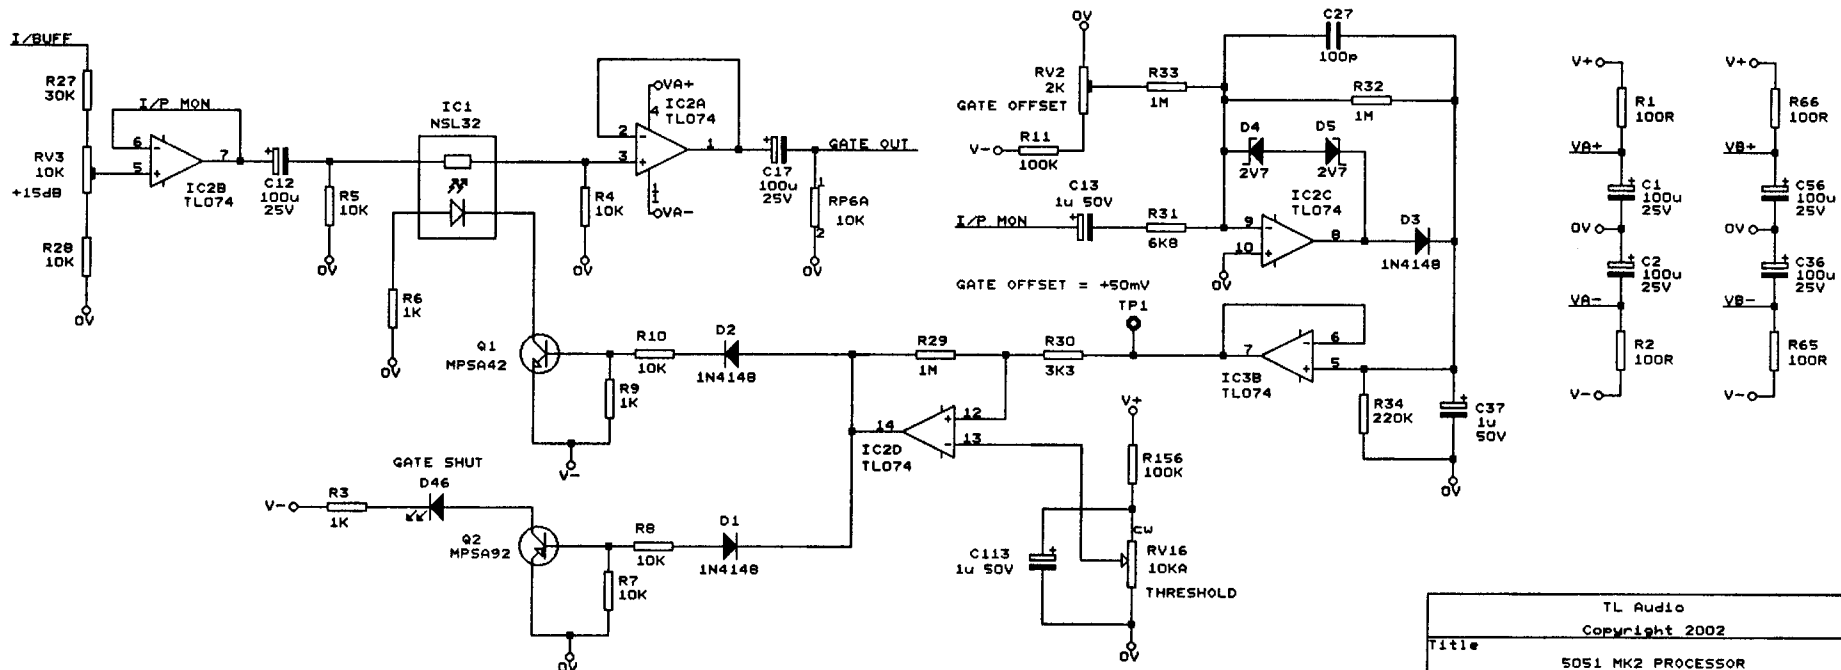 I/BUFF
R27
30K
RV3
10K
+15dB
R28
10K
0V
I/P MON
6
5
7
IC2B
TL074
C12
100u
25V
R5
10K
0V
IC1
NSL32
R4
10K
0V
VA+
4
IC2A
TL074
2
3
1
11
VA-
C17
100u
25V
GATE OUT
1
RP6A
10K
2
0V
R6
1K
0V
Q1
MPSA42
R10
10K
R9
1K
V-
D2
1N4148
GATE SHUT
D46
V-
R3
1K
Q2
MPSA92
R8
10K
R7
10K
0V
D1
1N4148
0V
RV2
2K
GATE OFFSET
V-
R11
100K
R33
1M
C27
100p
R32
1M
D4
2V7
D5
2V7
I/P MON
C13
1u 50V
R31
6K8
9
10
8
IC2C
TL074
0V
D3
1N4148
GATE OFFSET = +50mV
TP1
R29
1M
R30
3K3
7
6
5
IC3B
TL074
R34
220K
C37
1u
50V
0V
14
12
13
IC2D
TL074
V+
R156
100K
CW
RV16
10KA
THRESHOLD
C113
1u 50V
0V
V+
R1
100R
VA+
C1
100u
25V
0V
C2
100u
25V
VA-
R2
100R
V-
V+
R66
100R
VB+
C56
100u
25V
0V
C36
100u
25V
VB-
R65
100R
V-
TL Audio
Copyright 2002
Title
5051 MK2 PROCESSOR